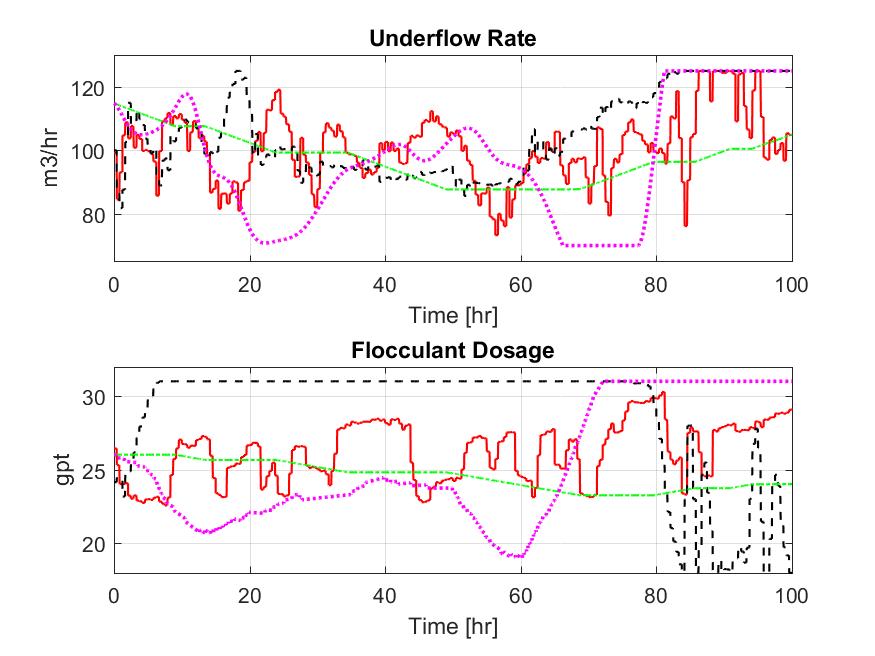 Underflow Rate
120
100
80
m3/hr
0 20 40 60 80 100
Time [hr]
Flocculant Dosage
30
25
20
gpt
0 20 40 60 80 100
Time [hr]